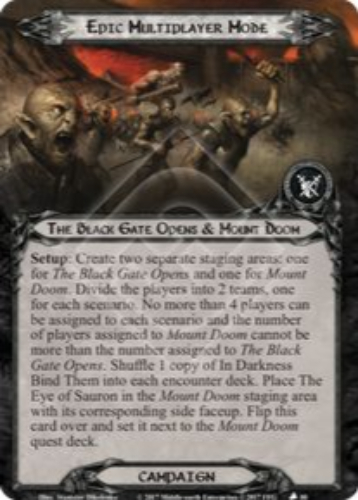 Epic Multiplayer Mode
The Black Gate Opens & Mount Doom
Setup: Create two separate staging areas: one
for The Black Gate Opens and one for Mount
Doom. Divide the players into 2 teams, one
for each scenario. No more than 4 players can
be assigned to each scenario and the number
of players assigned to Mount Doom cannot
be more than the number assigned to The Black
Gate Opens. Shuffle 1 copy of In Darkness
Bind Them into each encounter deck. Place The
Eye of Sauron in the Mount Doom staging area
with its corresponding side faceup. Flip this
card over and set it next to the Mount Doom
quest deck.
CAMPAIGN